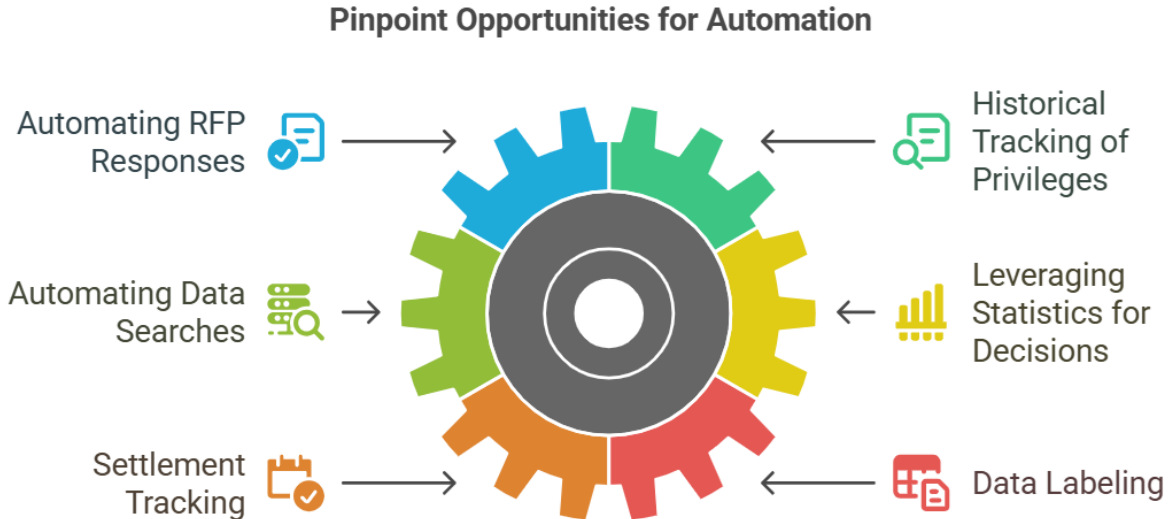 Pinpoint Opportunities for Automation
Automating RFP
Responses
Historical
Tracking of
Privileges
Automating Data
Searches
Leveraging
Statistics for
Decisions
Settlement
Tracking
Data Labeling